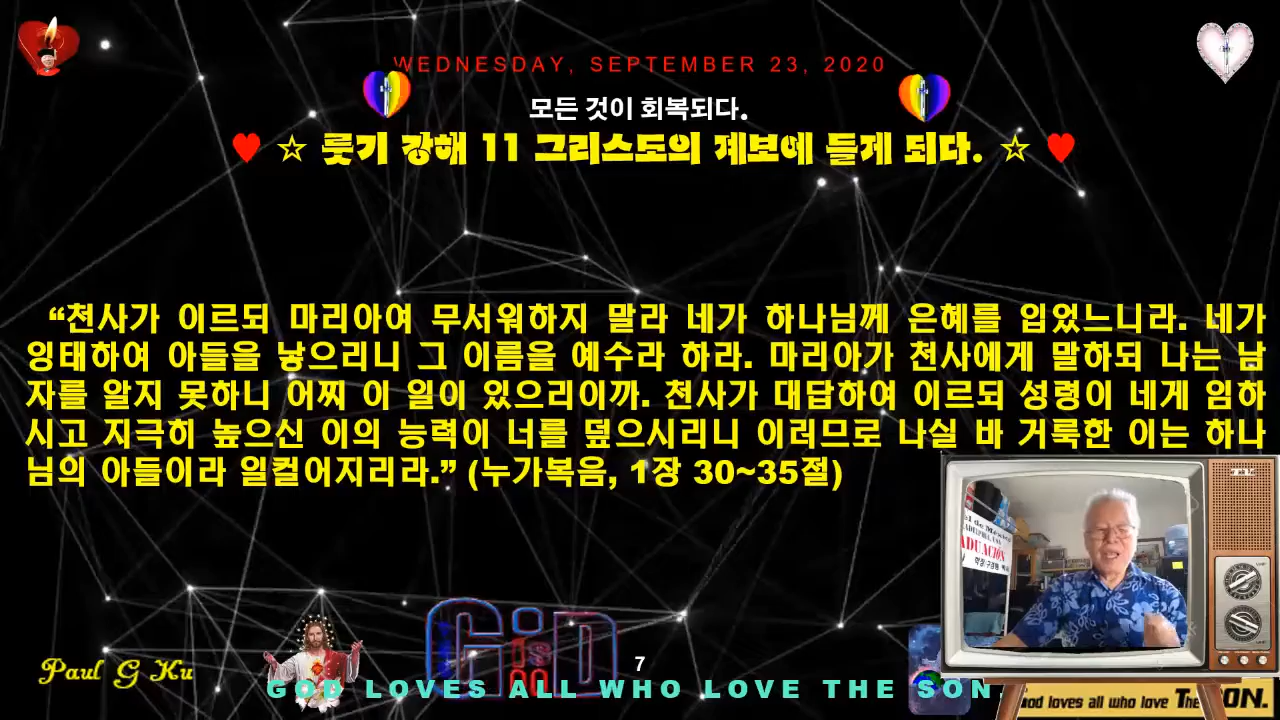 WEDNESDAY, SEPTEMBER 23, 2020
모든 것이 회복되다.
♥ ☆ 룻기 강해 11 그리스도의 제보에 들제 되다. ☆ ♥
“천사가 이르되 마리아여 무서워하지 말라 네가 하나님께 은혜를 입었느니라. 네가
잉태하여 아들을 낳으리니 그 이름을 예수라 하라. 마리아가 천사에게 말하되 나는 남
자를 알지 못하니 어찌 이 일이 있으리이까. 천사가 대답하여 이르되 성령이 네게 임하
시고 지극히 높으신 이의 능력이 너를 덮으시리니 이러므로 나실 바 거룩한 이는 하나
님의 아들이라 일컬어지리라.” (누가복음, 1장 30~35절)
ADUACIÓN
Paul G Ku
GOD
is
7
GOD LOVES ALL WHO LOVE THE SON.
God loves all who love The SON.